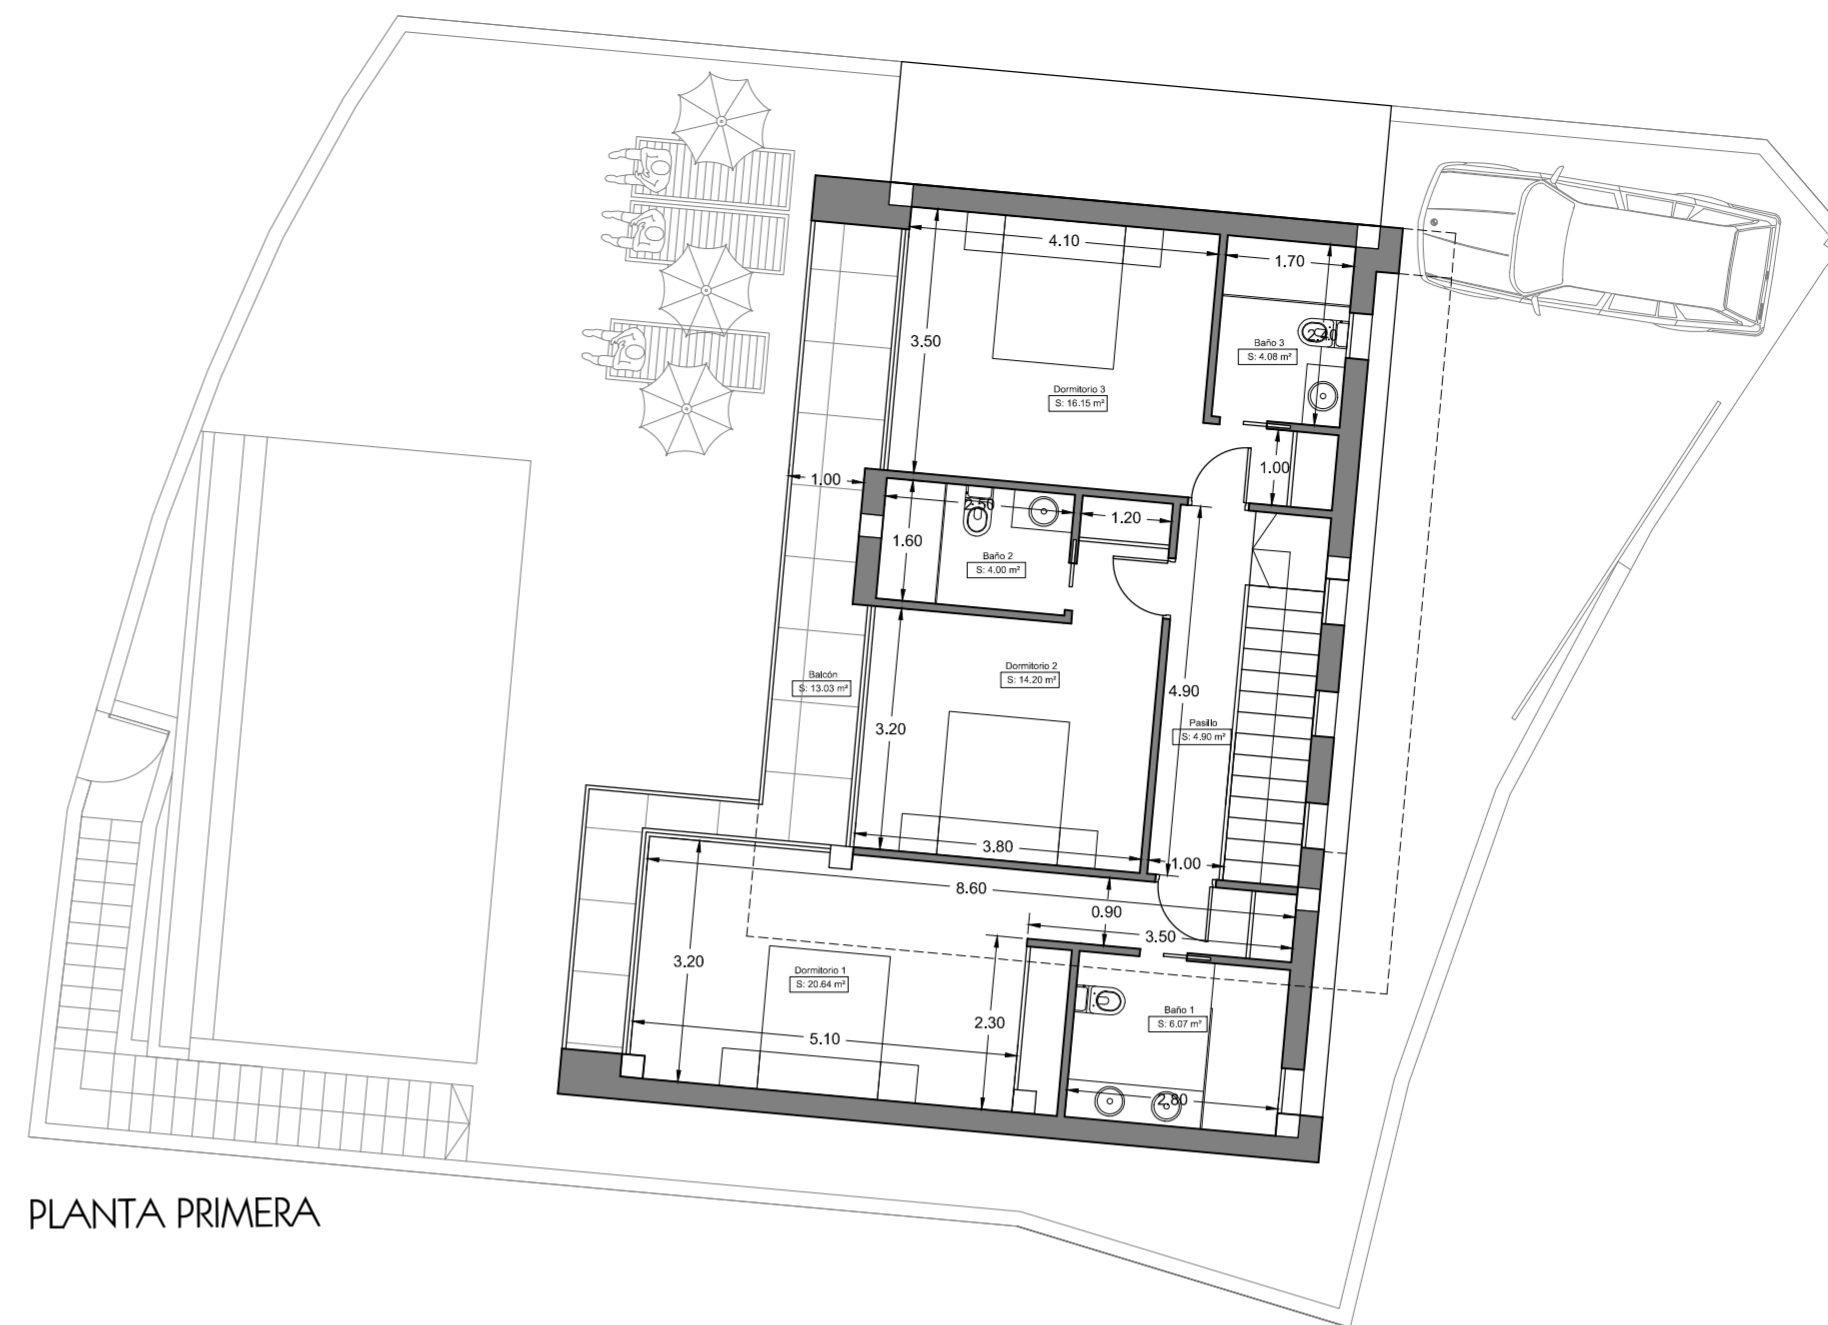 4.10
1.70
3.50
Baño 3
S: 4.08 m²
Dormitorio 3
S: 16.15 m²
1.00
1.00
2.50
1.20
1.60
Baño 2
S: 4.00 m²
Dormitorio 2
S: 14.20 m²
Balcón
S: 13.03 m²
4.90
3.20
Pasillo
S: 4.90 m²
3.80
1.00
8.60
0.90
3.50
3.20
Dormitorio 1
S: 20.64 m²
2.30
Baño 1
S: 6.07 m²
5.10
2.80
PLANTA PRIMERA